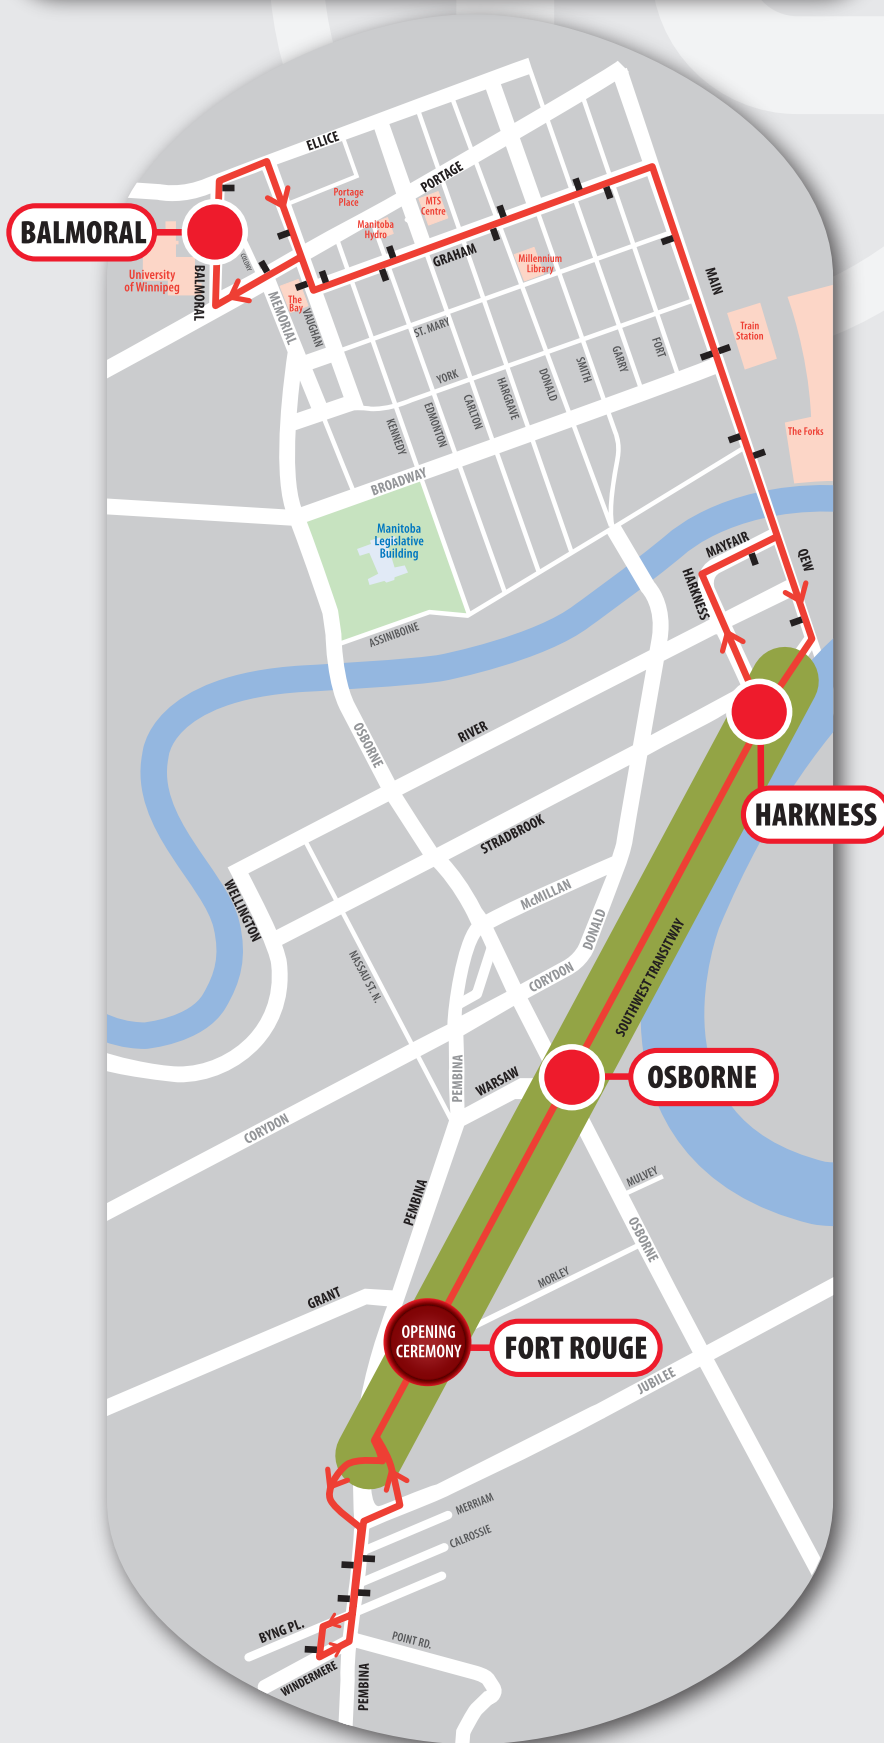 ELLICE
PORTAGE
Portage
Place
MTS
Centre
Manitoba
Hydro
BALMORAL
GRAHAM
Millennium
Library
COLONY
University
of Winnipeg
BALMORAL
MEMORIAL
The
Bay
VAUGHAN
MAIN
ST. MARY
Train
Station
YORK
KENNEDY
EDMONTON
CARLTON
HARGRAVE
DONALD
SMITH
GARRY
FORT
The Forks
BROADWAY
Manitoba
Legislative
Building
MAYFAIR
QEW
HARKNESS
ASSINIBOINE
OSBORNE
RIVER
HARKNESS
STRADBROOK
WELLINGTON
McMILLAN
DONALD
NASSAU ST. N.
CORYDON
SOUTHWEST TRANSITWAY
PEMBINA
WARSAW
OSBORNE
CORYDON
MULVEY
PEMBINA
OSBORNE
MORLEY
GRANT
OPENING
CEREMONY
FORT ROUGE
JUBILEE
MERRIAM
CALROSSIE
BYNG PL.
POINT RD.
WINDERMERE
PEMBINA